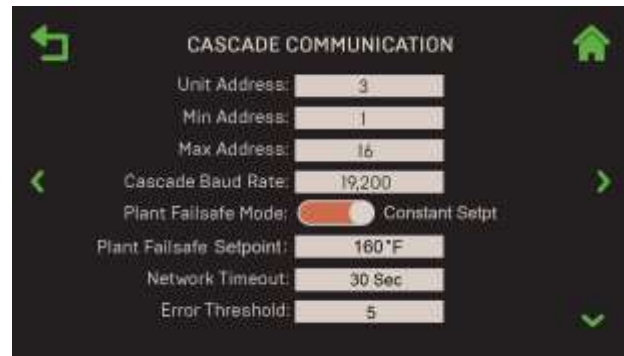 CASCADE COMMUNICATION
Unit Address: 3
Min Address: 1
Max Address: 16
Cascade Baud Rate: 19,200
Plant Failsafe Mode: Constant Setpt
Plant Failsafe Setpoint: 160°F
Network Timeout: 30 Sec
Error Threshold: 5